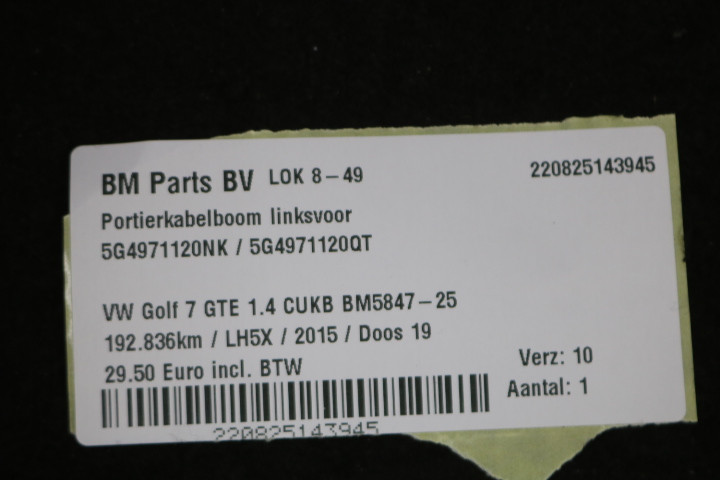 BM Parts BV LOK 8-49 220825143945
Portierkabelboom linksvoor
5G4971120NK / 5G4971120QT
VW Golf 7 GTE 1.4 CUKB BM5847-25
192.836km / LH5X / 2015 / Doos 19
29.50 Euro incl. BTW
Verz: 10
Aantal: 1
220825143945